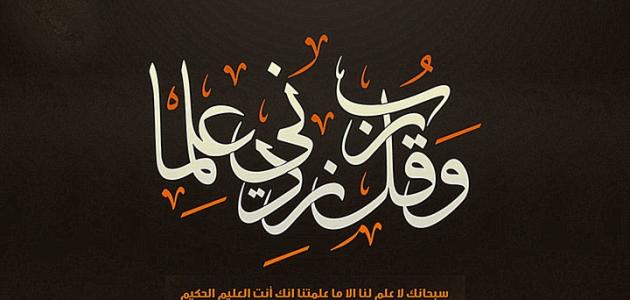 وقل رب زدني علما
سبحانك لا علم لنا الا ما علمتنا انك أنت العليم الحكيم